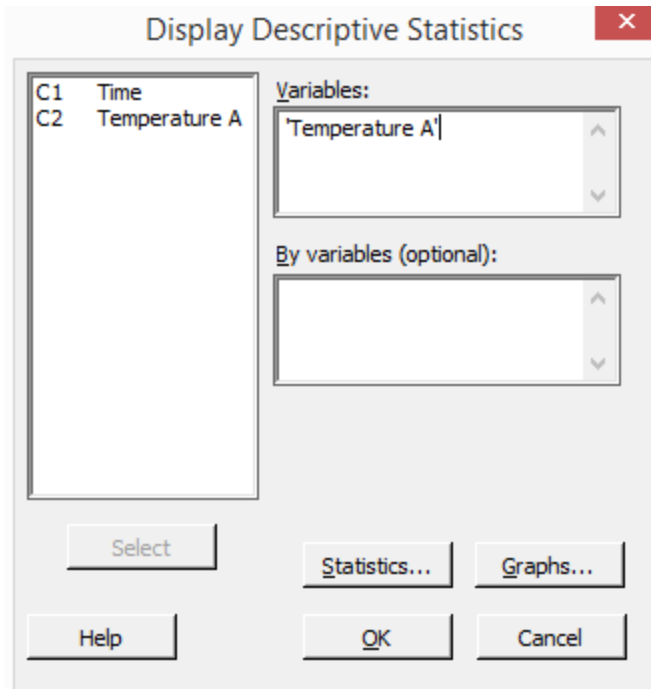 Display Descriptive Statistics
C1 Time
C2 Temperature A
Variables:
'Temperature A'
By variables (optional):
Select
Statistics...
Graphs...
Help
OK
Cancel